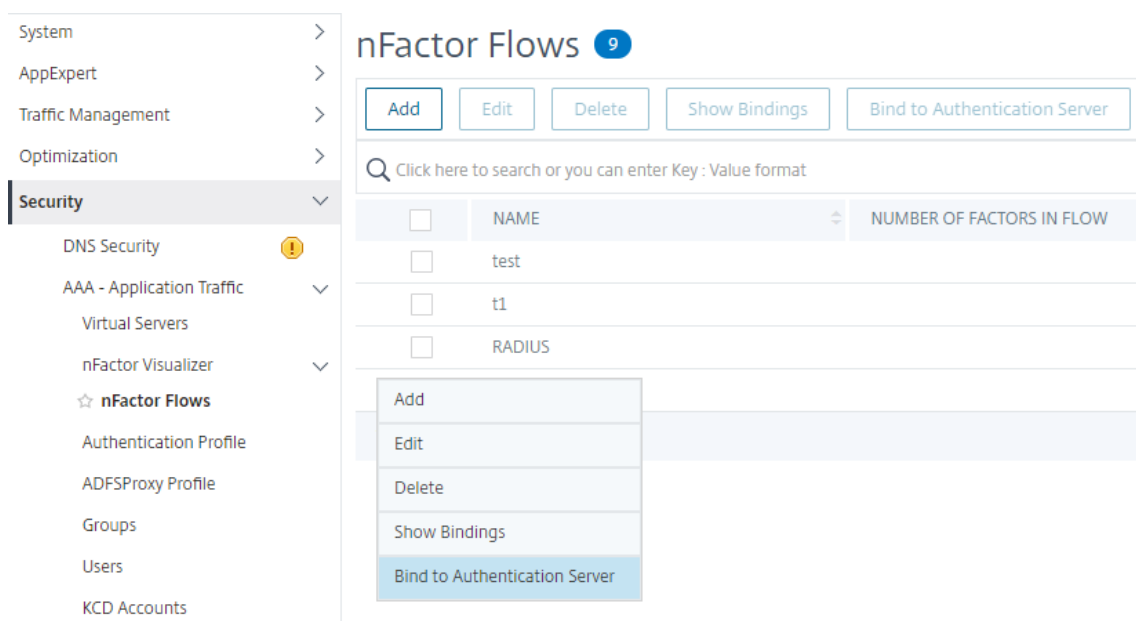 System
AppExpert
Traffic Management
Optimization
Security
DNS Security
AAA - Application Traffic
Virtual Servers
nFactor Visualizer
nFactor Flows
Authentication Profile
ADFSProxy Profile
Groups
Users
KCD Accounts
nFactor Flows 9
Add Edit Delete Show Bindings Bind to Authentication Server
Click here to search or you can enter Key : Value format
NAME NUMBER OF FACTORS IN FLOW
test
t1
RADIUS
Add
Edit
Delete
Show Bindings
Bind to Authentication Server